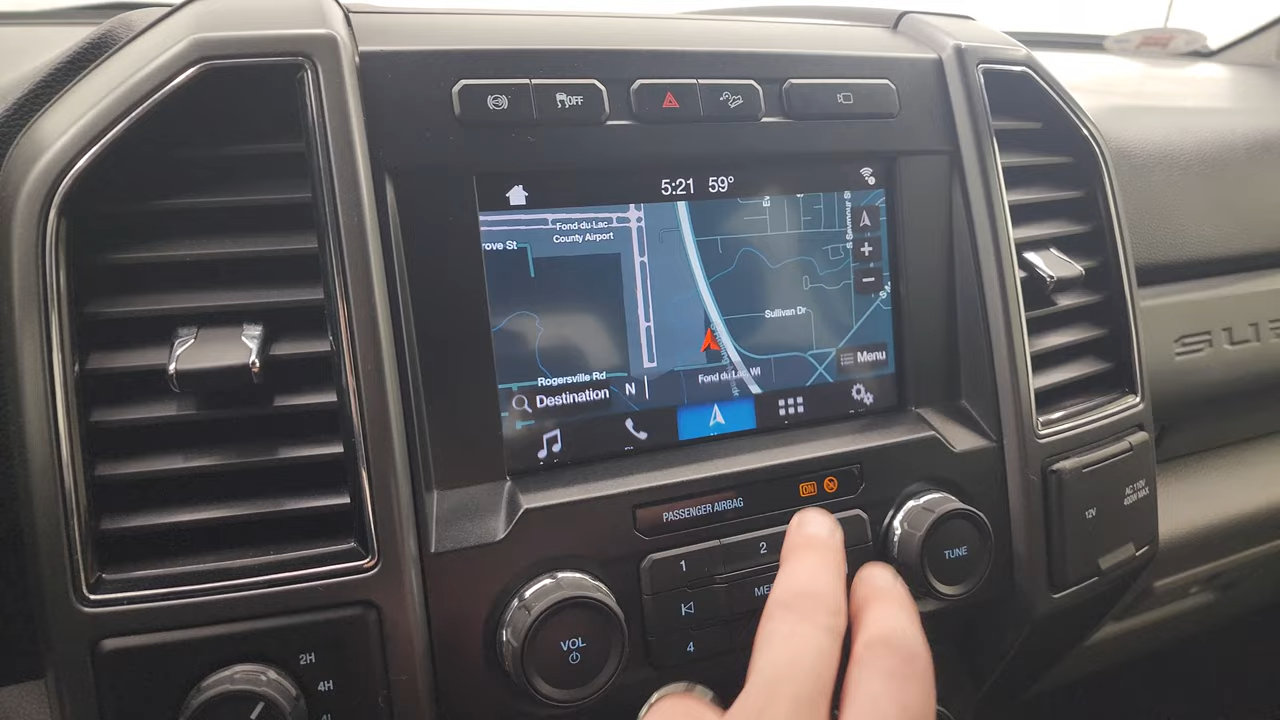 OFF
5:21 59°
Fond du Lac
County Airport
rove St
Sullivan Dr
Menu
Rogersville Rd
N
Fond du Lac, WI
Destination
PASSENGER AIRBAG ON
1 2
4
VOL
TUNE
12V
AC 110V
400W MAX
2H
4H